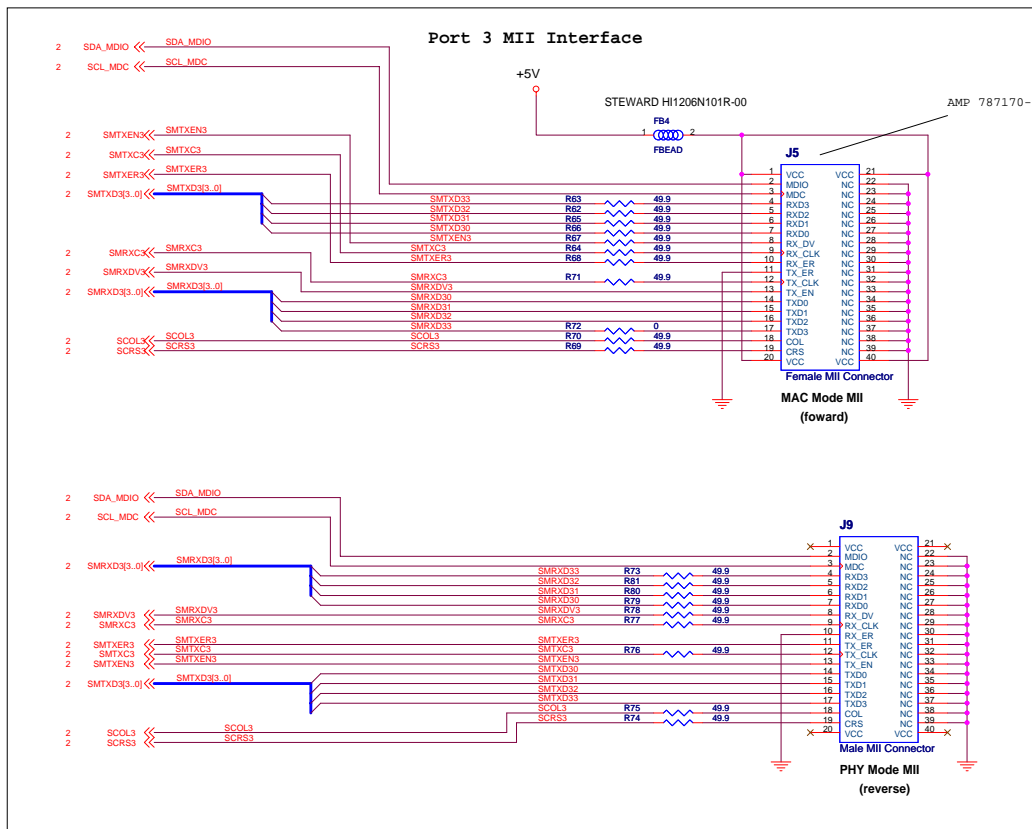 Port 3 MII Interface
2 SDA_MDIO SDA_MDIO
2 SCL_MDC SCL_MDC
+5V
STEWARD HI1206N101R-00
AMP 787170-
FB4
1 2
FBEAD
2 SMTXEN3
2 SMTXC3
2 SMTXER3
2 SMTXD3[3..0] SMTXD3[3..0]
2 SMRXC3 SMRXC3
2 SMRXDV3 SMRXDV3
2 SMRXD3[3..0] SMRXD3[3..0]
2 SCOL3 SCOL3
2 SCRS3 SCRS3
J5
1 VCC VCC 21
2 MDIO NC 22
3 MDC NC 23
SMTXD33 R63 49.9 4 RXD3 NC 24
SMTXD32 R62 49.9 5 RXD2 NC 25
SMTXD31 R65 49.9 6 RXD1 NC 26
SMTXD30 R66 49.9 7 RXD0 NC 27
SMTXEN3 R67 49.9 8 RX_DV NC 28
SMTXC3 R64 49.9 9 RX_CLK NC 29
SMTXER3 R68 49.9 10 RX_ER NC 30
11 TX_ER NC 31
SMRXC3 R71 49.9 12 TX_CLK NC 32
SMRXDV3 13 TX_EN NC 33
SMRXD30 14 TXD0 NC 34
SMRXD31 15 TXD1 NC 35
SMRXD32 16 TXD2 NC 36
SMRXD33 R72 0 17 TXD3 NC 37
SCOL3 R70 49.9 18 COL NC 38
SCRS3 R69 49.9 19 CRS NC 39
20 VCC VCC 40
Female MII Connector
MAC Mode MII
(foward)
2 SDA_MDIO SDA_MDIO
2 SCL_MDC SCL_MDC
2 SMRXD3[3..0] SMRXD3[3..0]
2 SMRXDV3 SMRXDV3
2 SMRXC3 SMRXC3
2 SMTXER3 SMTXER3
2 SMTXC3 SMTXC3
2 SMTXEN3 SMTXEN3
2 SMTXD3[3..0] SMTXD3[3..0]
2 SCOL3 SCOL3
2 SCRS3 SCRS3
J9
1 VCC VCC 21
2 MDIO NC 22
3 MDC NC 23
SMRXD33 R73 49.9 4 RXD3 NC 24
SMRXD32 R81 49.9 5 RXD2 NC 25
SMRXD31 R80 49.9 6 RXD1 NC 26
SMRXD30 R79 49.9 7 RXD0 NC 27
SMRXDV3 R78 49.9 8 RX_DV NC 28
SMRXC3 R77 49.9 9 RX_CLK NC 29
10 RX_ER NC 30
SMTXER3 11 TX_ER NC 31
SMTXC3 R76 49.9 12 TX_CLK NC 32
SMTXEN3 13 TX_EN NC 33
SMTXD30 14 TXD0 NC 34
SMTXD31 15 TXD1 NC 35
SMTXD32 16 TXD2 NC 36
SMTXD33 17 TXD3 NC 37
SCOL3 R75 49.9 18 COL NC 38
SCRS3 R74 49.9 19 CRS NC 39
20 VCC VCC 40
Male MII Connector
PHY Mode MII
(reverse)